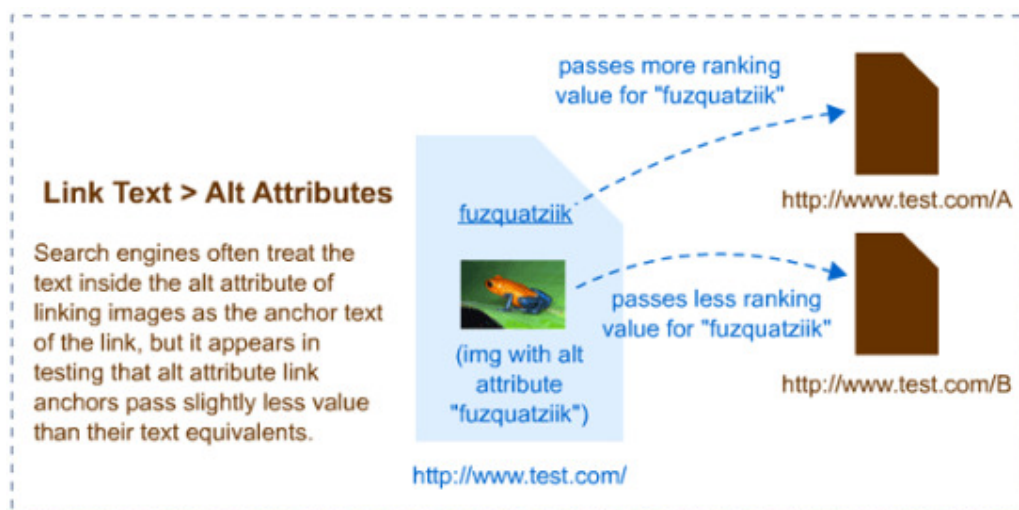 Link Text > Alt Attributes
Search engines often treat the
text inside the alt attribute of
linking images as the anchor text
of the link, but it appears in
testing that alt attribute link
anchors pass slightly less value
than their text equivalents.
fuzquatziik
(img with alt
attribute
"fuzquatziik")
http://www.test.com/
passes more ranking
value for "fuzquatziik"
http://www.test.com/A
passes less ranking
value for "fuzquatziik"
http://www.test.com/B